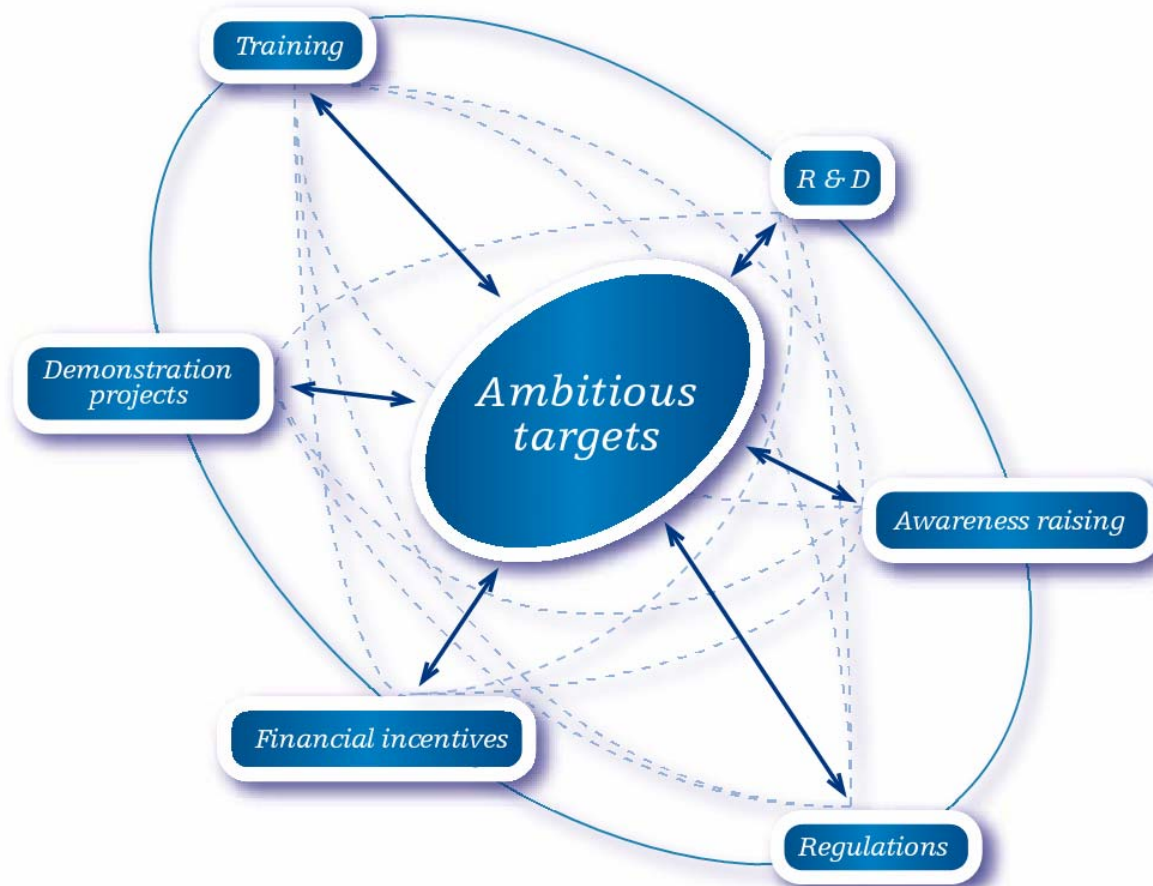 Training
R & D
Demonstration
projects
Ambitious
targets
Awareness raising
Financial incentives
Regulations